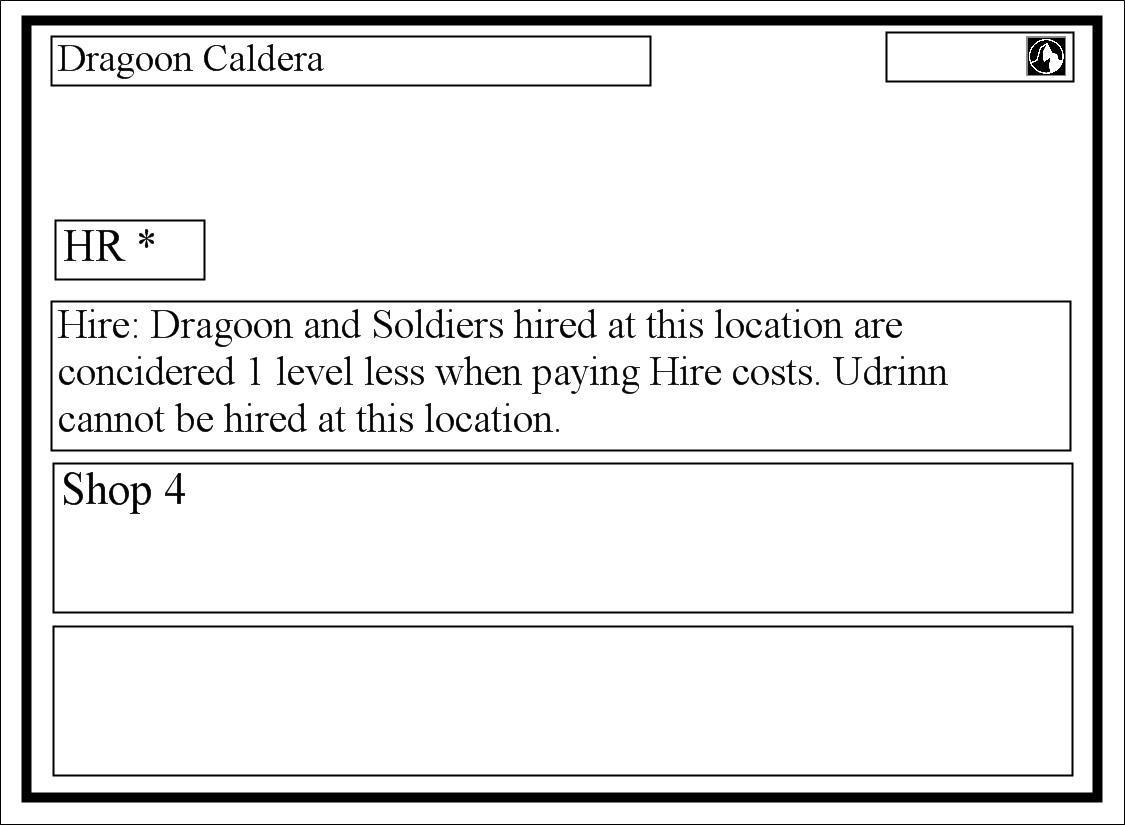 Dragoon Caldera
HR *
Hire: Dragoon and Soldiers hired at this location are
concidered 1 level less when paying Hire costs. Udrinn
cannot be hired at this location.
Shop 4